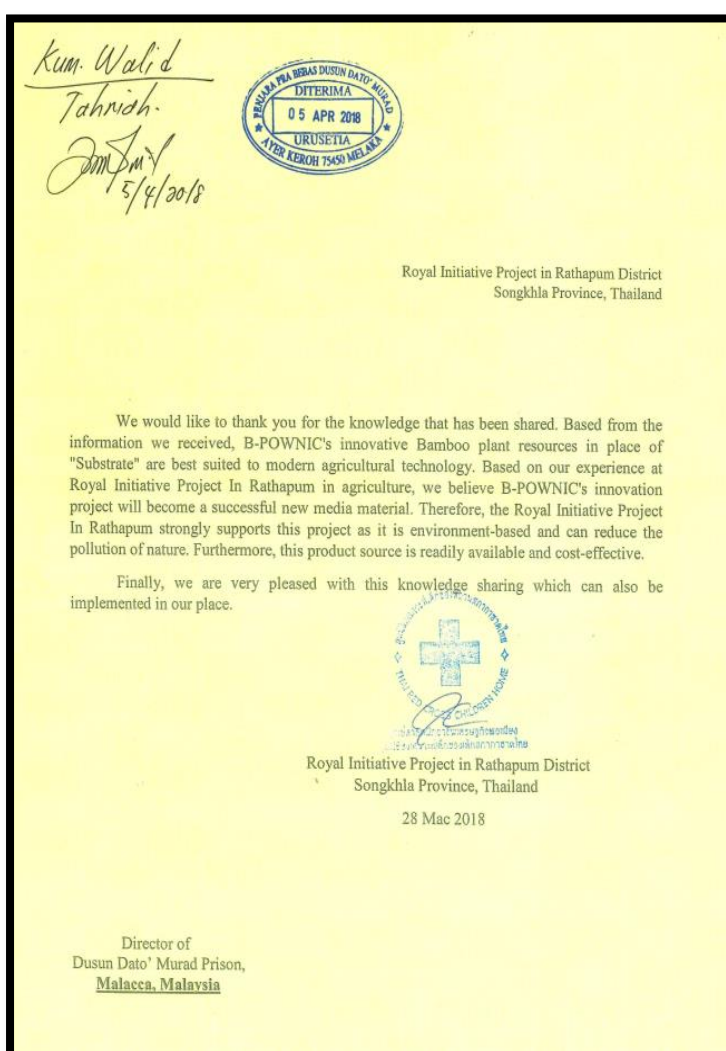 Kum. Walid
Tahniah.
5/4/2018
PENJARA PRA BEBAS DUSUN DATO' MURAD
DITERIMA
05 APR 2018
URUSETIA
AYER KEROH 75450 MELAKA
Royal Initiative Project in Rathapum District
Songkhla Province, Thailand
We would like to thank you for the knowledge that has been shared. Based from the
information we received, B-POWNIC's innovative Bamboo plant resources in place of
"Substrate" are best suited to modern agricultural technology. Based on our experience at
Royal Initiative Project In Rathapum in agriculture, we believe B-POWNIC's innovation
project will become a successful new media material. Therefore, the Royal Initiative Project
In Rathapum strongly supports this project as it is environment-based and can reduce the
pollution of nature. Furthermore, this product source is readily available and cost-effective.
Finally, we are very pleased with this knowledge sharing which can also be
implemented in our place.
THAI RED CROSS CHILDREN HOME
Royal Initiative Project in Rathapum District
Songkhla Province, Thailand
28 Mac 2018
Director of
Dusun Dato' Murad Prison,
Malacca, Malaysia